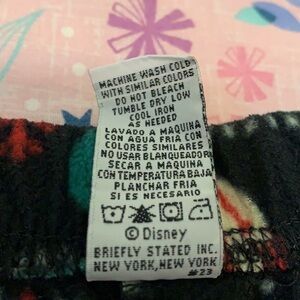 MACHINE WASH COLD
WITH SIMILAR COLORS
DO NOT BLEACH
TUMBLE DRY LOW
COOL IRON
AS NEEDED
LAVADO A MAQUINA
CON AGUA FRIA CON
COLORES SIMILARES
NO USAR BLANQUEADOR
SECAR A MAQUINA
CON TEMPERATURA BAJA
PLANCHAR FRIA
SI ES NECESARIO
© Disney
BRIEFLY STATED INC.
NEW YORK, NEW YORK
#23